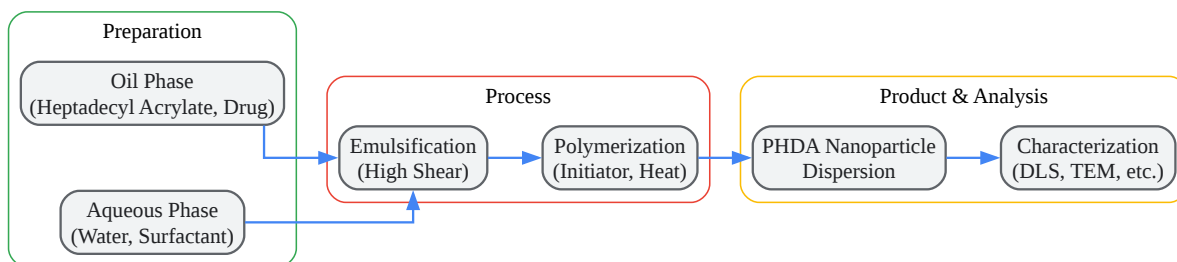 Preparation
Oil Phase
(Heptadecyl Acrylate, Drug)
Aqueous Phase
(Water, Surfactant)
Process
Emulsification
(High Shear)
Polymerization
(Initiator, Heat)
Product & Analysis
PHDA Nanoparticle
Dispersion
Characterization
(DLS, TEM, etc.)